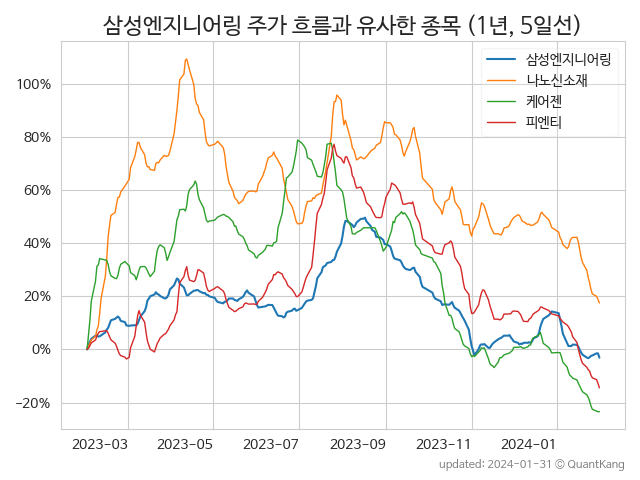 삼성엔지니어링 주가 흐름과 유사한 종목 (1년, 5일선)
삼성엔지니어링
나노신소재
케어젠
피엔티
100%
80%
60%
40%
20%
0%
−20%
2023-03 2023-05 2023-07 2023-09 2023-11 2024-01
updated: 2024-01-31 © QuantKang